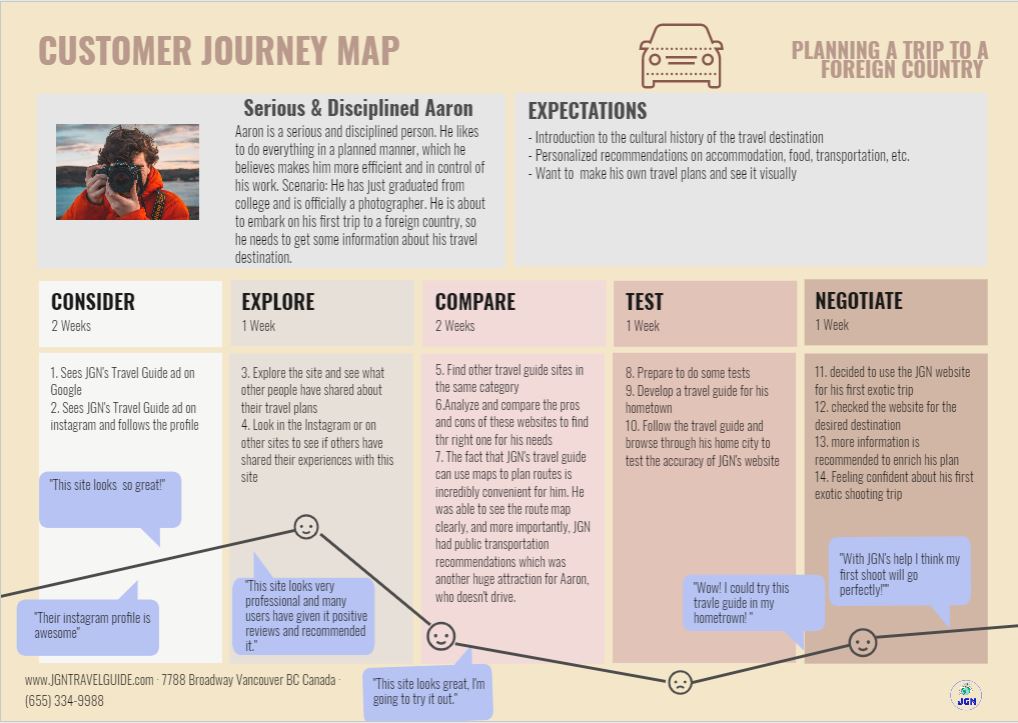 CUSTOMER JOURNEY MAP
PLANNING A TRIP TO A
FOREIGN COUNTRY
Serious & Disciplined Aaron
Aaron is a serious and disciplined person. He likes
to do everything in a planned manner, which he
believes makes him more efficient and in control of
his work. Scenario: He has just graduated from
college and is officially a photographer. He is about
to embark on his first trip to a foreign country, so
he needs to get some information about his travel
destination.
EXPECTATIONS
- Introduction to the cultural history of the travel destination
- Personalized recommendations on accommodation, food, transportation, etc.
- Want to  make his own travel plans and see it visually
CONSIDER
2 Weeks
1. Sees JGN's Travel Guide ad on
Google
2. Sees JGN's Travel Guide ad on
instagram and follows the profile
"This site looks  so great!"
"Their instagram profile is
awesome"
EXPLORE
1 Week
3. Explore the site and see what
other people have shared about
their travel plans
4. Look in the Instagram or on
other sites to see if others have
shared their experiences with this
site
"This site looks very
professional and many
users have given it positive
reviews and recommended
it."
COMPARE
2 Weeks
5. Find other travel guide sites in
the same category
6.Analyze and compare the pros
and cons of these websites to find
thr right one for his needs
7. The fact that JGN's travel guide
can use maps to plan routes is
incredibly convenient for him. He
was able to see the route map
clearly, and more importantly, JGN
had public transportation
recommendations which was
another huge attraction for Aaron,
who doesn't drive.
"This site looks great, I'm
going to try it out."
TEST
1 Week
8. Prepare to do some tests
9. Develop a travel guide for his
hometown
10. Follow the travel guide and
browse through his home city to
test the accuracy of JGN's website
"Wow! I could try this
travle guide in my
hometrown! "
NEGOTIATE
1 Week
11. decided to use the JGN website
for his first exotic trip
12. checked the website for the
desired destination
13. more information is
recommended to enrich his plan
14. Feeling confident about his first
exotic shooting trip
"With JGN's help I think my
first shoot will go
perfectly!""
www.JGNTRAVELGUIDE.com · 7788 Broadway Vancouver BC Canada ·
(655) 334-9988
JGN